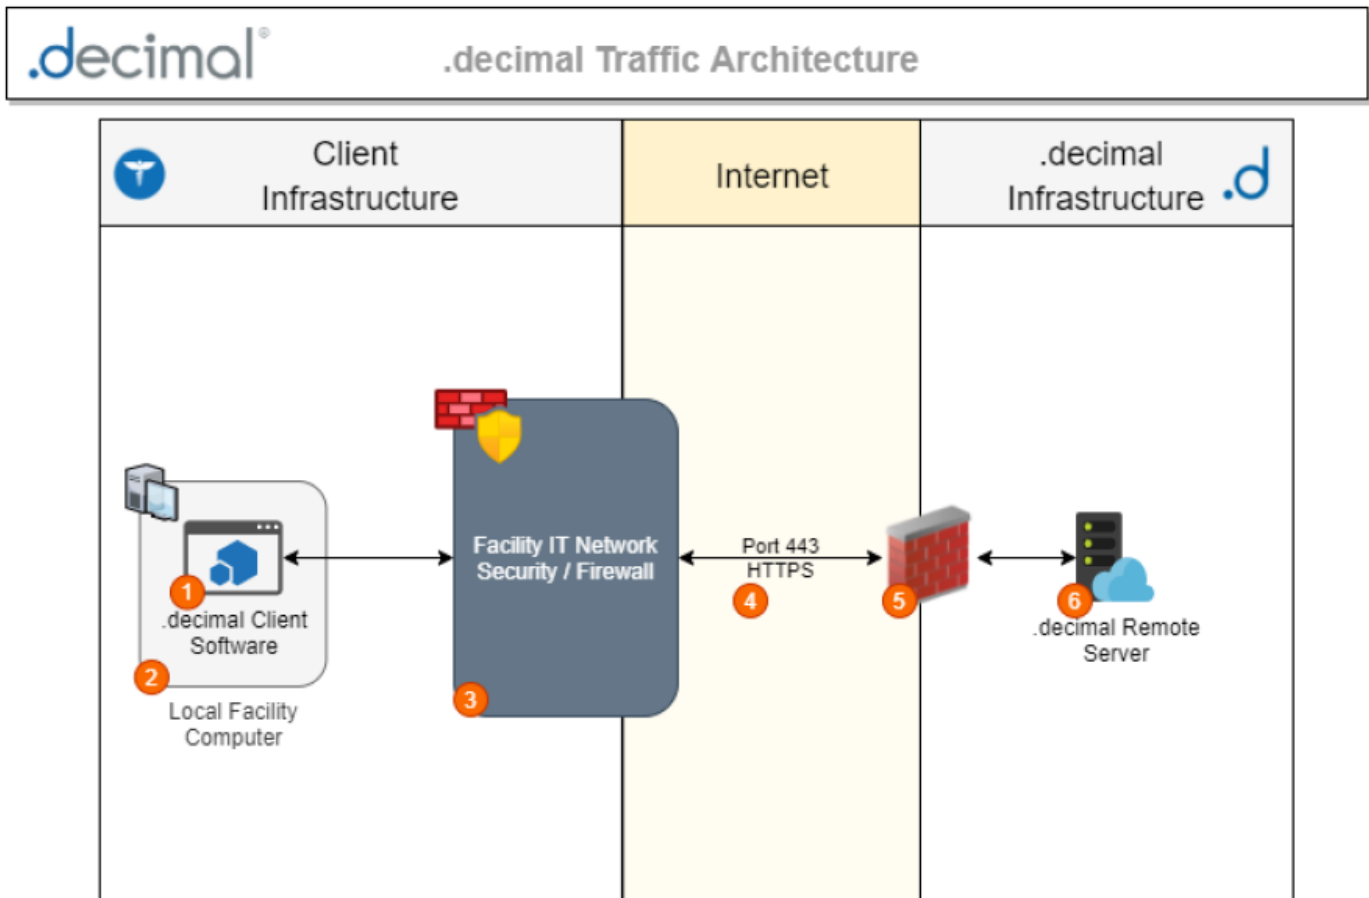 .decimal®
.decimal Traffic Architecture
Client
Infrastructure
Internet
.decimal
Infrastructure
.d
Facility IT Network
Security / Firewall
Port 443
HTTPS
1
.decimal Client
Software
2
Local Facility
Computer
3
4
5
6
.decimal Remote
Server